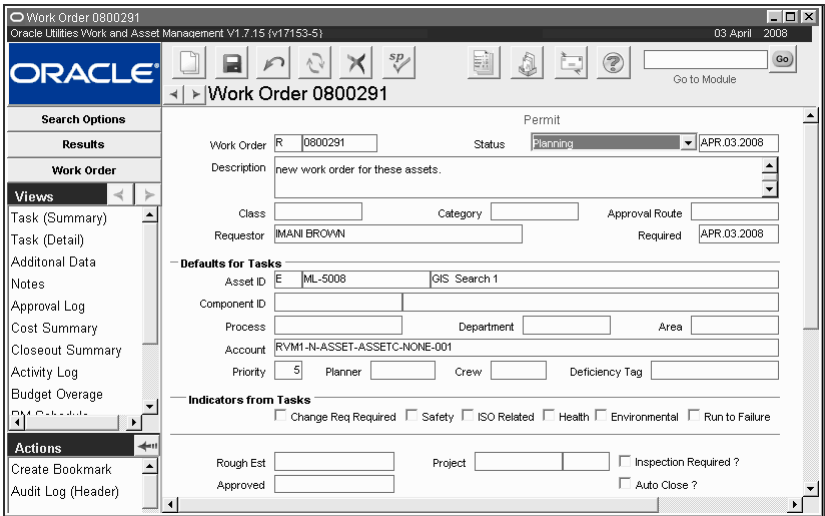 Work Order 0800291
Oracle Utilities Work and Asset Management V1.7.15 {v17153-5}
03 April 2008
ORACLE
sp
Go
Go to Module
Work Order 0800291
Search Options
Results
Work Order
Views
Task (Summary)
Task (Detail)
Additonal Data
Notes
Approval Log
Cost Summary
Closeout Summary
Activity Log
Budget Overage
Actions
Create Bookmark
Audit Log (Header)
Permit
Work Order R 0800291 Status Planning APR.03.2008
Description new work order for these assets.
Class Category Approval Route
Requestor IMANI BROWN Required APR.03.2008
Defaults for Tasks
Asset ID E ML-5008 GIS Search 1
Component ID
Process Department Area
Account RVM1-N-ASSET-ASSETC-NONE-001
Priority 5 Planner Crew Deficiency Tag
Indicators from Tasks
Change Req Required Safety ISO Related Health Environmental Run to Failure
Rough Est Project Inspection Required ?
Approved Auto Close ?